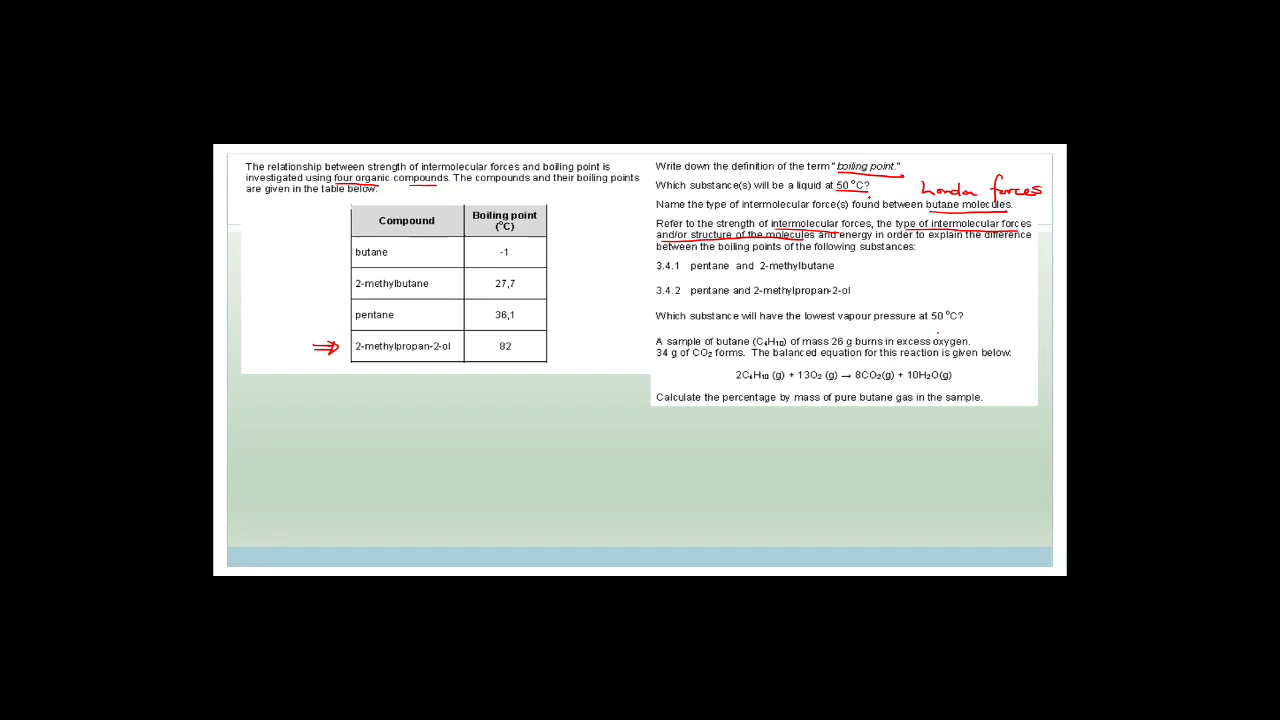 The relationship between strength of intermolecular forces and boiling point is
investigated using four organic compounds. The compounds and their boiling points
are given in the table below.
Compound Boiling point (°C)
butane -1
2-methylbutane 27,7
pentane 36,1
2-methylpropan-2-ol 82
Write down the definition of the term "boiling point."
Which substance(s) will be a liquid at 50 °C?
London forces
Name the type of intermolecular force(s) found between butane molecules.
Refer to the strength of intermolecular forces, the type of intermolecular forces
and/or structure of the molecules and energy in order to explain the difference
between the boiling points of the following substances:
3.4.1 pentane and 2-methylbutane
3.4.2 pentane and 2-methylpropan-2-ol
Which substance will have the lowest vapour pressure at 50 °C?
A sample of butane (C₄H₁₀) of mass 26 g burns in excess oxygen.
34 g of CO₂ forms. The balanced equation for this reaction is given below:
2C₄H₁₀ (g) + 13O₂ (g) → 8CO₂(g) + 10H₂O(g)
Calculate the percentage by mass of pure butane gas in the sample.